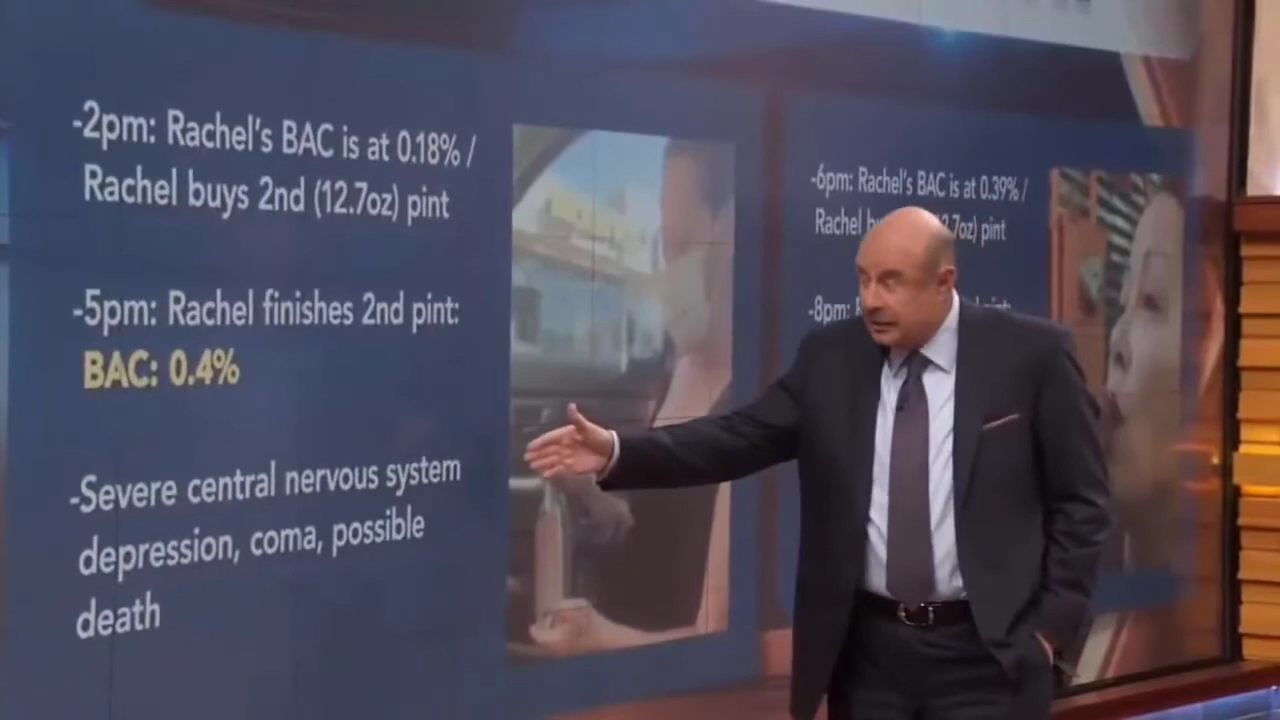 -2pm: Rachel's BAC is at 0.18% /
Rachel buys 2nd (12.7oz) pint
-5pm: Rachel finishes 2nd pint:
BAC: 0.4%
-Severe central nervous system
depression, coma, possible
death
-6pm: Rachel's BAC is at 0.39% /
Rachel pint
-8pm: